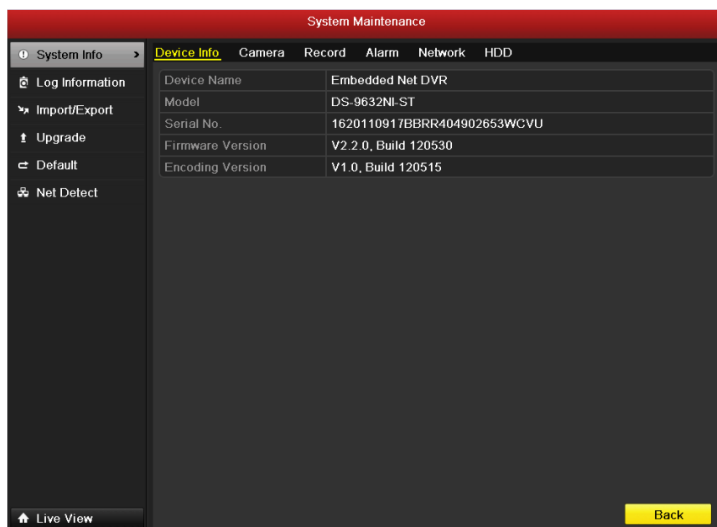 System Maintenance
System Info >
Device Info Camera Record Alarm Network HDD
Log Information
Import/Export
Upgrade
Default
Net Detect
Device Name Embedded Net DVR
Model DS-9632NI-ST
Serial No. 1620110917BBRR404902653WCVU
Firmware Version V2.2.0, Build 120530
Encoding Version V1.0, Build 120515
Live View
Back